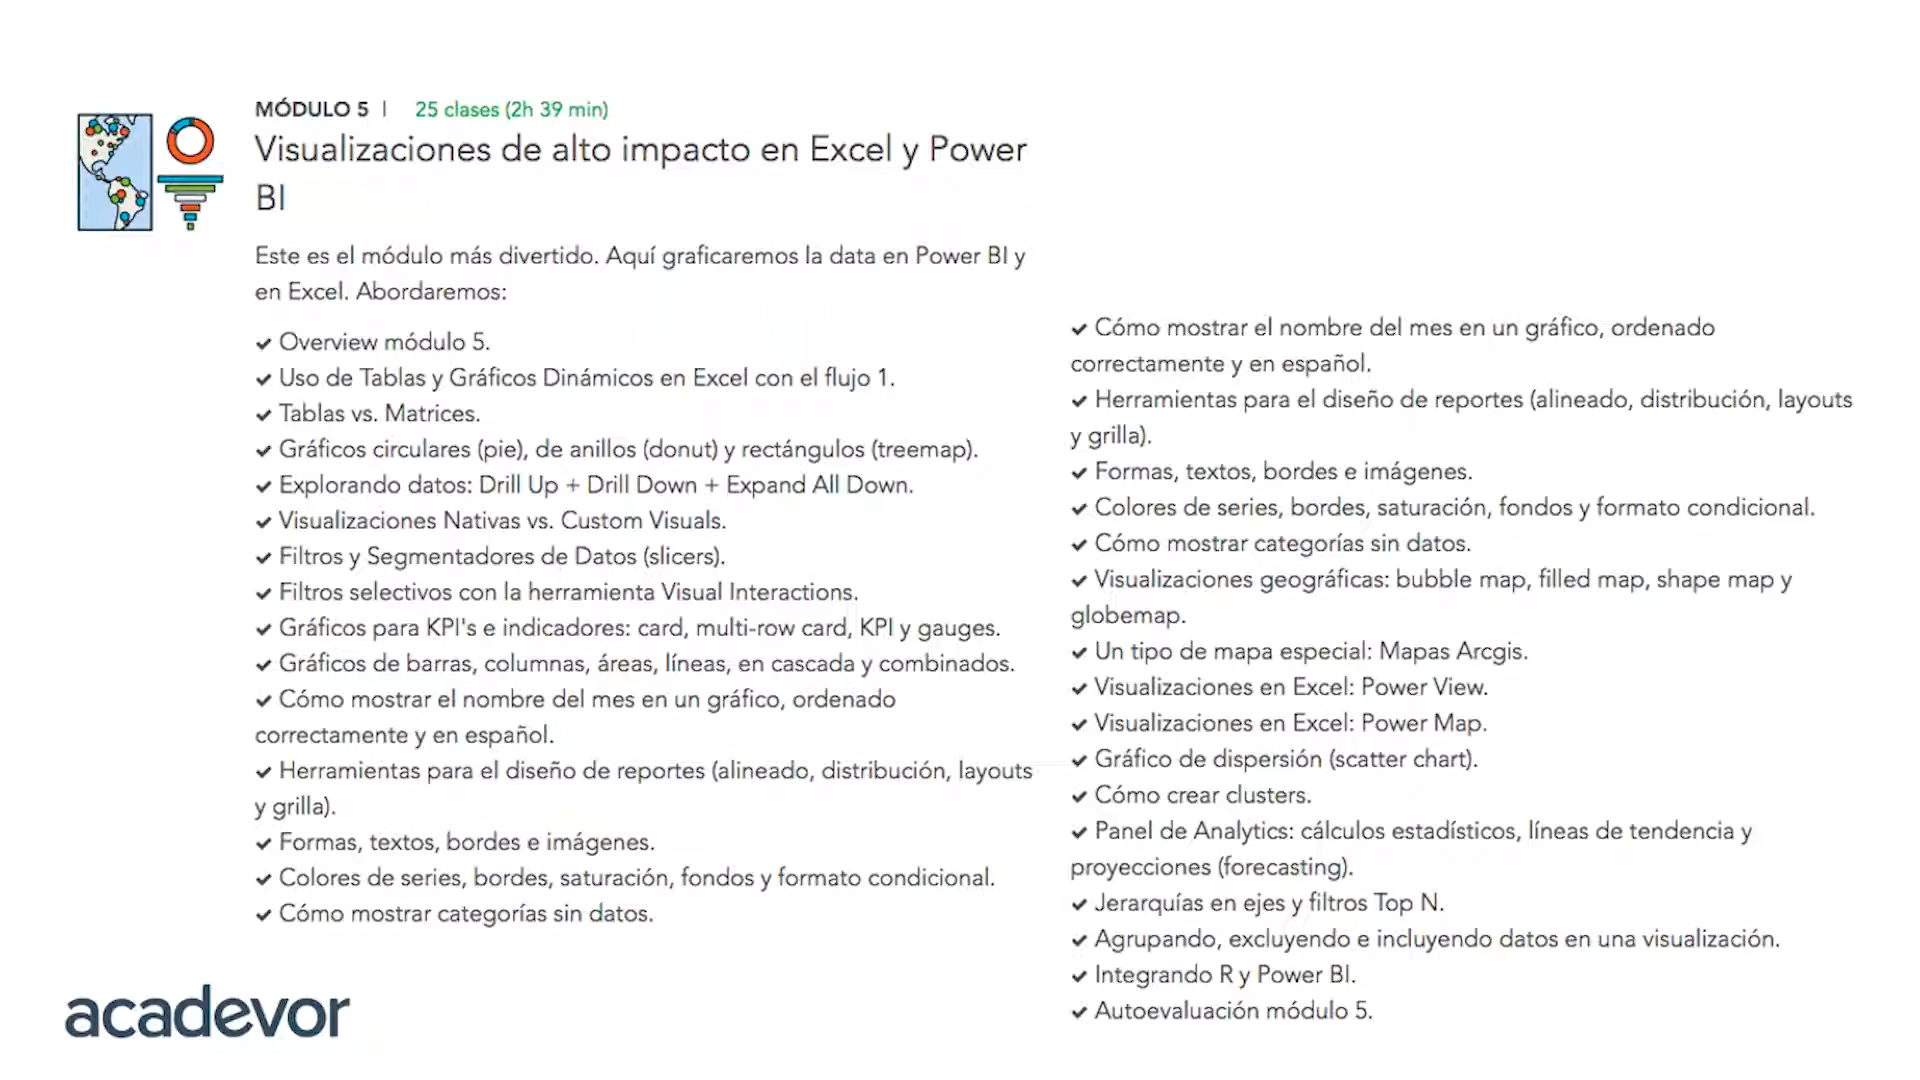 MÓDULO 5 | 25 clases (2h 39 min)
Visualizaciones de alto impacto en Excel y Power
BI
Este es el módulo más divertido. Aquí graficaremos la data en Power BI y
en Excel. Abordaremos:
✔ Overview módulo 5.
✔ Uso de Tablas y Gráficos Dinámicos en Excel con el flujo 1.
✔ Tablas vs. Matrices.
✔ Gráficos circulares (pie), de anillos (donut) y rectángulos (treemap).
✔ Explorando datos: Drill Up + Drill Down + Expand All Down.
✔ Visualizaciones Nativas vs. Custom Visuals.
✔ Filtros y Segmentadores de Datos (slicers).
✔ Filtros selectivos con la herramienta Visual Interactions.
✔ Gráficos para KPI's e indicadores: card, multi-row card, KPI y gauges.
✔ Gráficos de barras, columnas, áreas, líneas, en cascada y combinados.
✔ Cómo mostrar el nombre del mes en un gráfico, ordenado
correctamente y en español.
✔ Herramientas para el diseño de reportes (alineado, distribución, layouts
y grilla).
✔ Formas, textos, bordes e imágenes.
✔ Colores de series, bordes, saturación, fondos y formato condicional.
✔ Cómo mostrar categorías sin datos.
✔ Cómo mostrar el nombre del mes en un gráfico, ordenado
correctamente y en español.
✔ Herramientas para el diseño de reportes (alineado, distribución, layouts
y grilla).
✔ Formas, textos, bordes e imágenes.
✔ Colores de series, bordes, saturación, fondos y formato condicional.
✔ Cómo mostrar categorías sin datos.
✔ Visualizaciones geográficas: bubble map, filled map, shape map y
globemap.
✔ Un tipo de mapa especial: Mapas Arcgis.
✔ Visualizaciones en Excel: Power View.
✔ Visualizaciones en Excel: Power Map.
✔ Gráfico de dispersión (scatter chart).
✔ Cómo crear clusters.
✔ Panel de Analytics: cálculos estadísticos, líneas de tendencia y
proyecciones (forecasting).
✔ Jerarquías en ejes y filtros Top N.
✔ Agrupando, excluyendo e incluyendo datos en una visualización.
✔ Integrando R y Power BI.
✔ Autoevaluación módulo 5.
acadevor